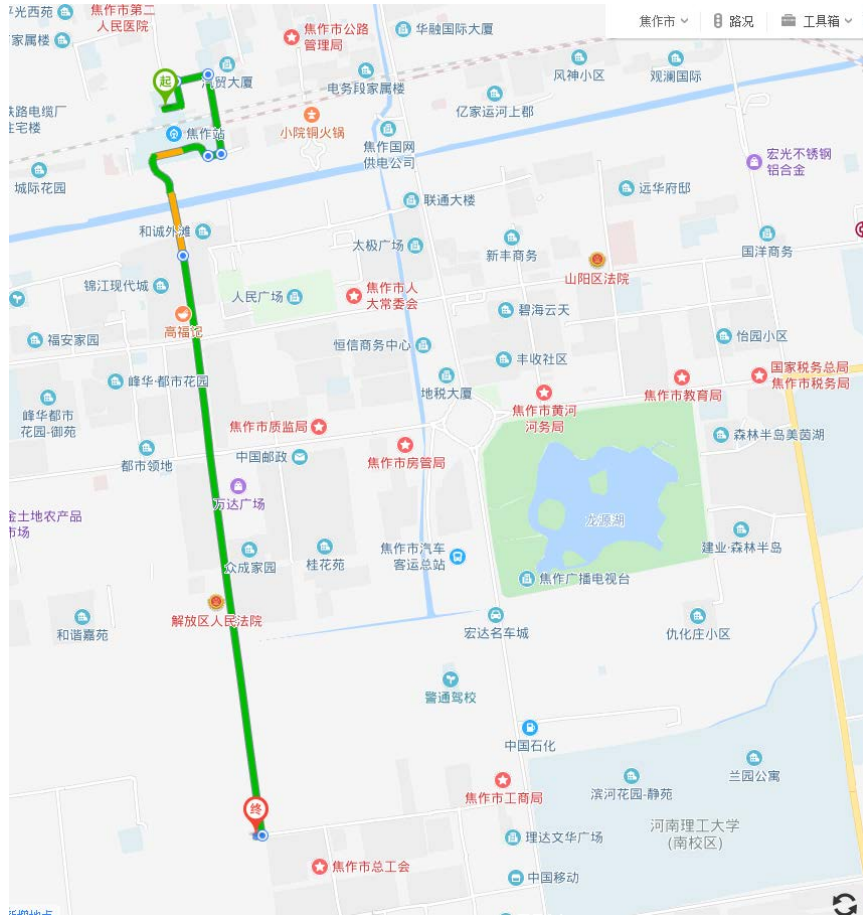 焦作市
路况
工具箱
平光西苑
焦作市第二
人民医院
家属楼
焦作市公路
管理局
华融国际大厦
汽贸大厦
电务段家属楼
风神小区
观澜国际
亿家运河上郡
铁路电缆厂
住宅楼
起
焦作站
小院铜火锅
焦作国网
供电公司
宏光不锈钢
铝合金
城际花园
联通大楼
远华府邸
和诚外滩
太极广场
新丰商务
国洋商务
山阳区法院
锦江现代城
人民广场
焦作市人
大常委会
碧海云天
高福记
福安家园
恒信商务中心
怡园小区
丰收社区
峰华·都市花园
地税大厦
国家税务总局
焦作市税务局
焦作市教育局
峰华都市
花园-御苑
焦作市黄河
河务局
焦作市质监局
森林半岛美茵湖
焦作市房管局
中国邮政
都市领地
万达广场
金土地农产品
市场
龙源湖
众成家园
桂花苑
焦作市汽车
客运总站
建业·森林半岛
焦作广播电视台
解放区人民法院
和谐嘉苑
宏达名车城
仇化庄小区
警通驾校
中国石化
兰园公寓
焦作市工商局
滨河花园-静苑
终
河南理工大学
(南校区)
理达文华广场
焦作市总工会
中国移动